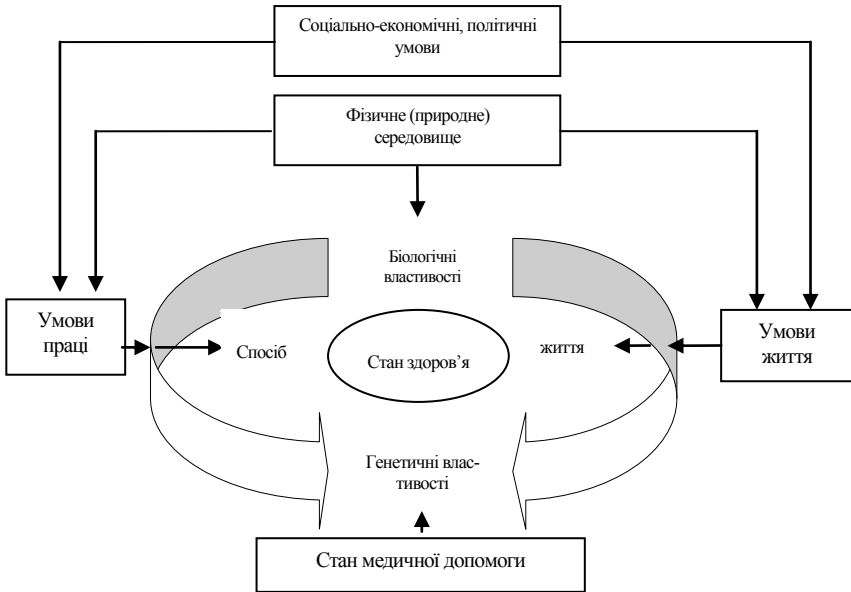 Соціально-економічні, політичні
умови
Фізичне (природне)
середовище
Біологічні
властивості
Умови
праці
Спосіб
Стан здоров’я
життя
Умови
життя
Генетичні влас-
тивості
Стан медичної допомоги